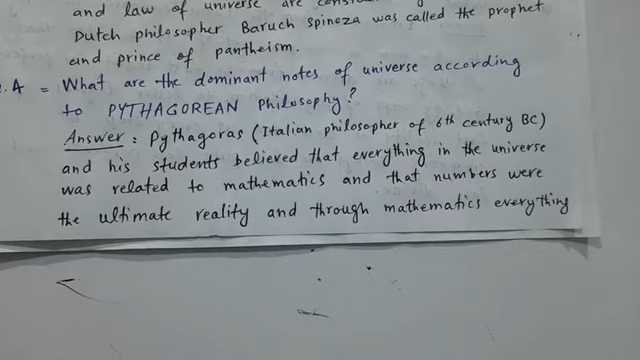 and law of universe are
Dutch philosopher Baruch spinoza was called the prophet
and prince of pantheism.
.A = What are the dominant notes of universe according
to PYTHAGOREAN Philosophy?
Answer : Pythagoras (Italian philosopher of 6th century BC)
and his students believed that everything in the universe
was related to mathematics and that numbers were
the ultimate reality and through mathematics everything